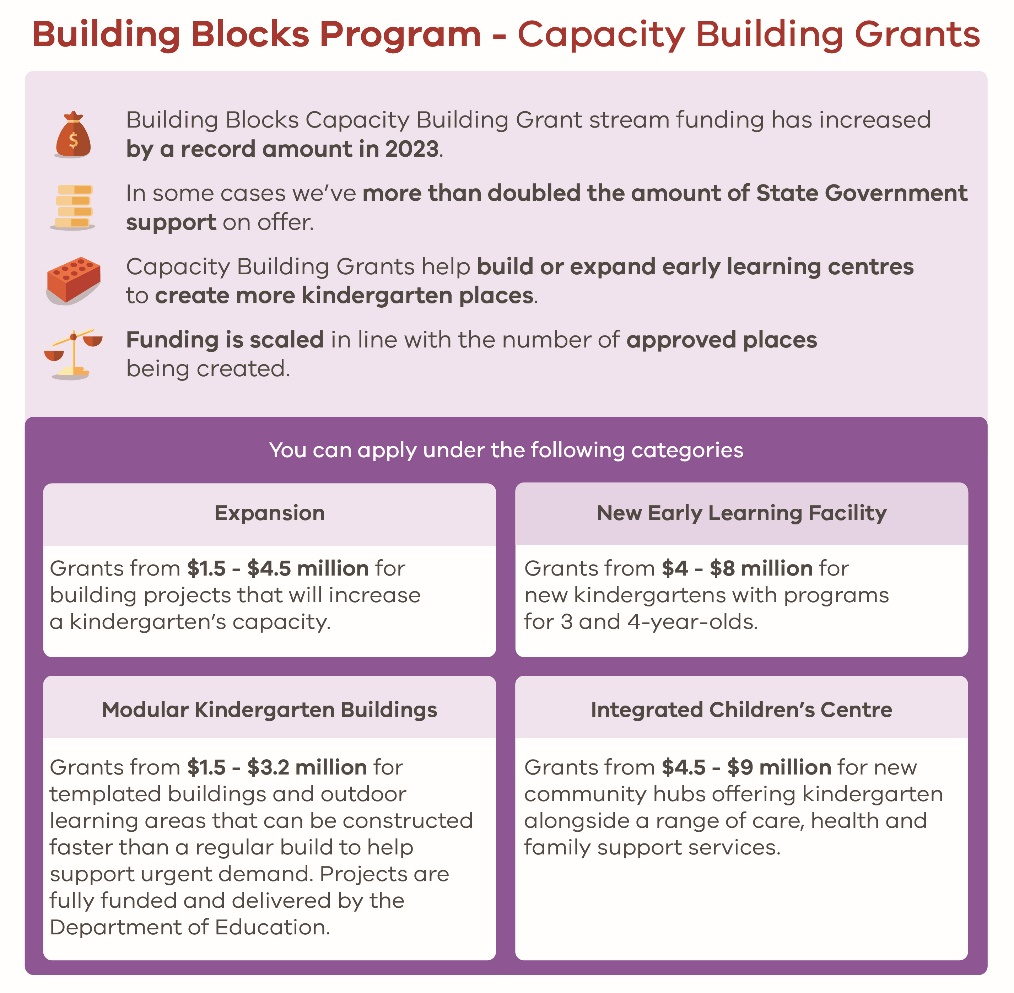 Building Blocks Program - Capacity Building Grants
Building Blocks Capacity Building Grant stream funding has increased
by a record amount in 2023.
In some cases we've more than doubled the amount of State Government
support on offer.
Capacity Building Grants help build or expand early learning centres
to create more kindergarten places.
Funding is scaled in line with the number of approved places
being created.
You can apply under the following categories
Expansion
Grants from $1.5 - $4.5 million for
building projects that will increase
a kindergarten's capacity.
New Early Learning Facility
Grants from $4 - $8 million for
new kindergartens with programs
for 3 and 4-year-olds.
Modular Kindergarten Buildings
Grants from $1.5 - $3.2 million for
templated buildings and outdoor
learning areas that can be constructed
faster than a regular build to help
support urgent demand. Projects are
fully funded and delivered by the
Department of Education.
Integrated Children's Centre
Grants from $4.5 - $9 million for new
community hubs offering kindergarten
alongside a range of care, health and
family support services.